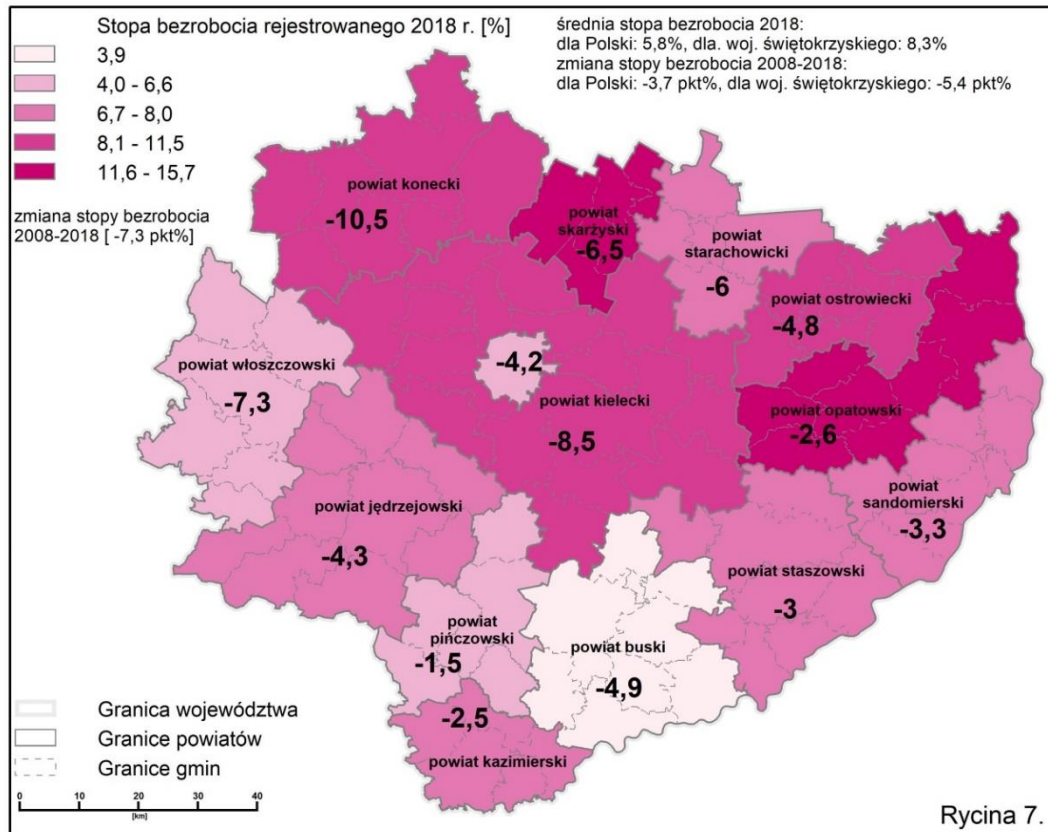 Stopa bezrobocia rejestrowanego 2018 r. [%]
3,9
4,0 - 6,6
6,7 - 8,0
8,1 - 11,5
11,6 - 15,7
zmiana stopy bezrobocia
2008-2018 [ -7,3 pkt%]
średnia stopa bezrobocia 2018:
dla Polski: 5,8%, dla. woj. świętokrzyskiego: 8,3%
zmiana stopy bezrobocia 2008-2018:
dla Polski: -3,7 pkt%, dla woj. świętokrzyskiego: -5,4 pkt%
powiat konecki
-10,5
powiat
skarżyski
-6,5
powiat
starachowicki
-6
powiat ostrowiecki
-4,8
powiat włoszczowski
-7,3
-4,2
powiat kielecki
-8,5
powiat opatowski
-2,6
powiat
sandomierski
-3,3
powiat jędrzejowski
-4,3
powiat staszowski
-3
powiat
pińczowski
-1,5
powiat buski
-4,9
-2,5
powiat kazimierski
Granica województwa
Granice powiatów
Granice gmin
0 10 20 30 40
[km]
Rycina 7.